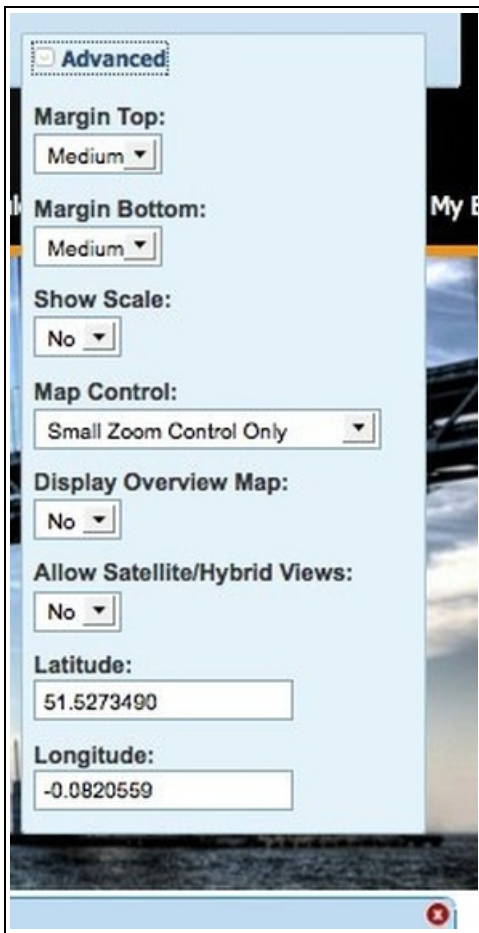 Advanced
Margin Top:
Medium
Margin Bottom:
My
Medium
Show Scale:
No
Map Control:
Small Zoom Control Only
Display Overview Map:
No
Allow Satellite/Hybrid Views:
No
Latitude:
51.5273490
Longitude:
-0.0820559